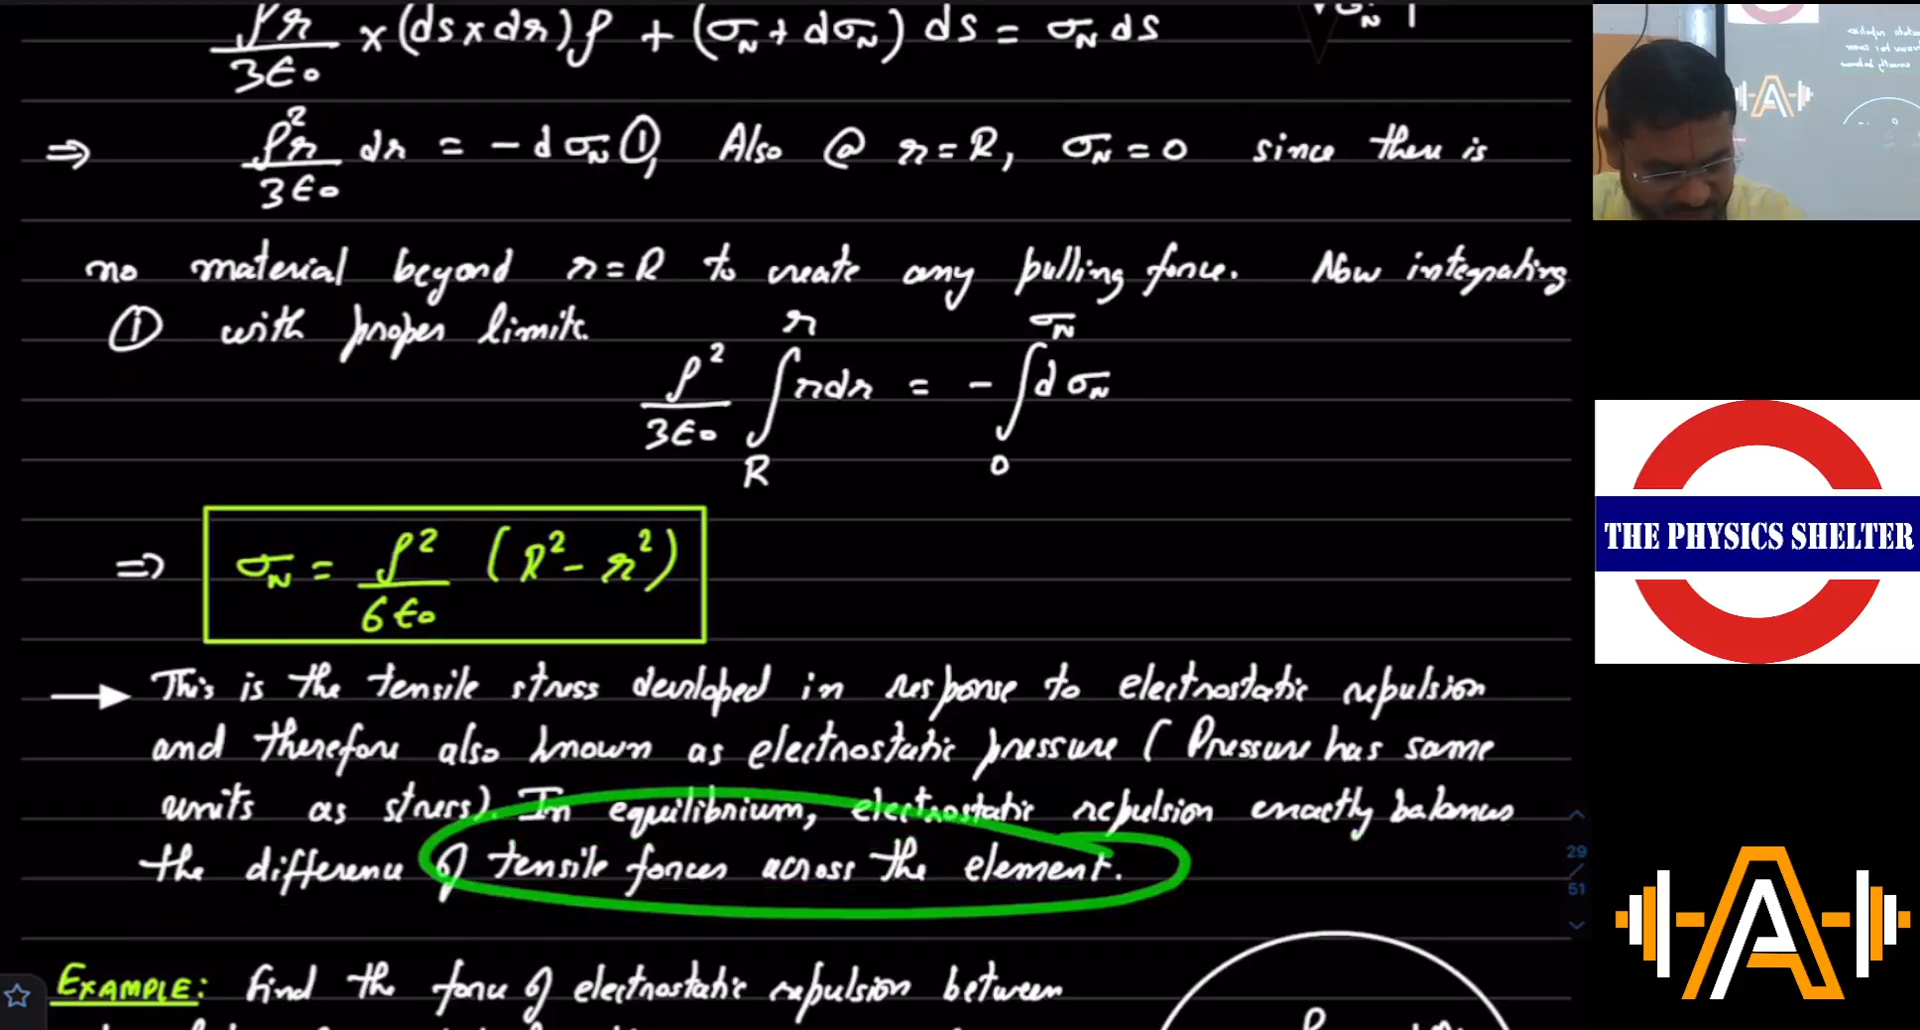 ρr/3ϵ₀ × (ds×dr)ρ + (σ_N + dσ_N) ds = σ_N ds
⇒ ρ²r/3ϵ₀ dr = - dσ_N ①, Also @ r=R, σ_N = 0 since there is
no material beyond r=R to create any pulling force. Now integrating
① with proper limits.
ρ²/3ϵ₀ ∫_R^r rdr = - ∫_0^σ_N dσ_N
⇒ σ_N = ρ²/6ϵ₀ (R² - r²)
→ This is the tensile stress developed in response to electrostatic repulsion
and therefore also known as electrostatic pressure (Pressure has same
units as stress). In equilibrium, electrostatic repulsion exactly balances
the difference of tensile forces across the element.
EXAMPLE: Find the force of electrostatic repulsion between
THE PHYSICS SHELTER
A
29
51